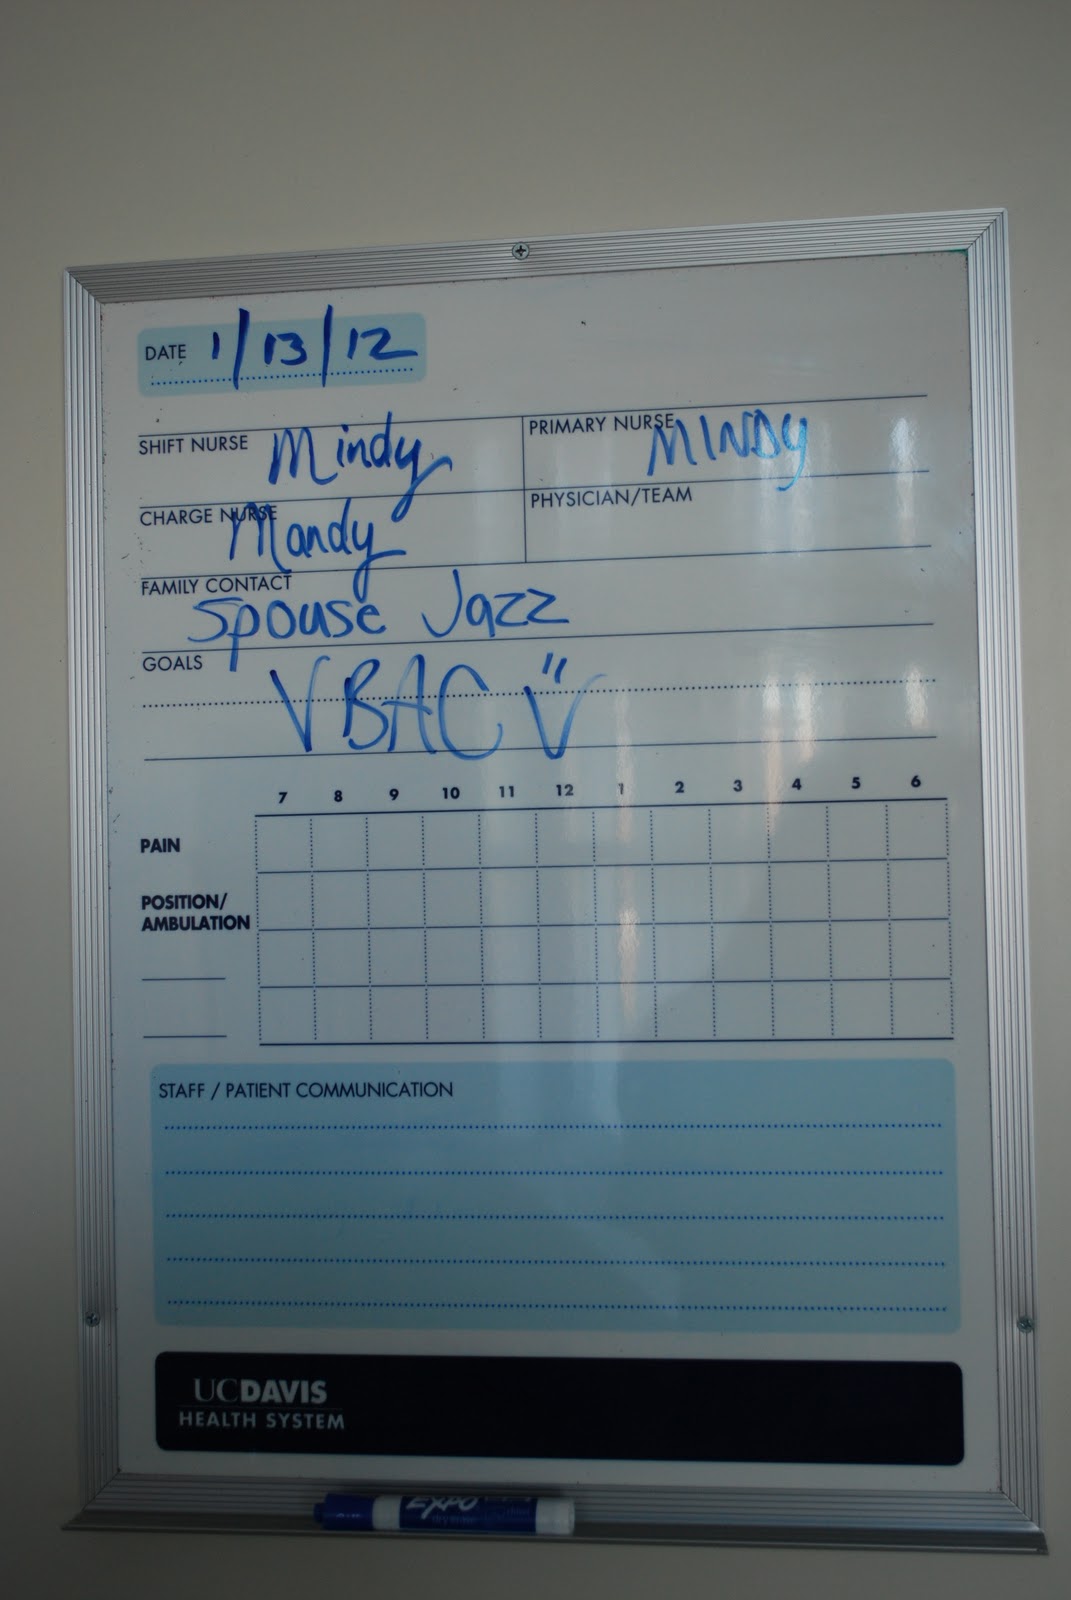 DATE 1/13/12
SHIFT NURSE Mindy PRIMARY NURSE MINDY
CHARGE NURSE Mandy PHYSICIAN/TEAM
FAMILY CONTACT
Spouse Jazz
GOALS
VBAC
7 8 9 10 11 12 1 2 3 4 5 6
PAIN
POSITION/
AMBULATION
STAFF / PATIENT COMMUNICATION
UCDAVIS
HEALTH SYSTEM
EXPO